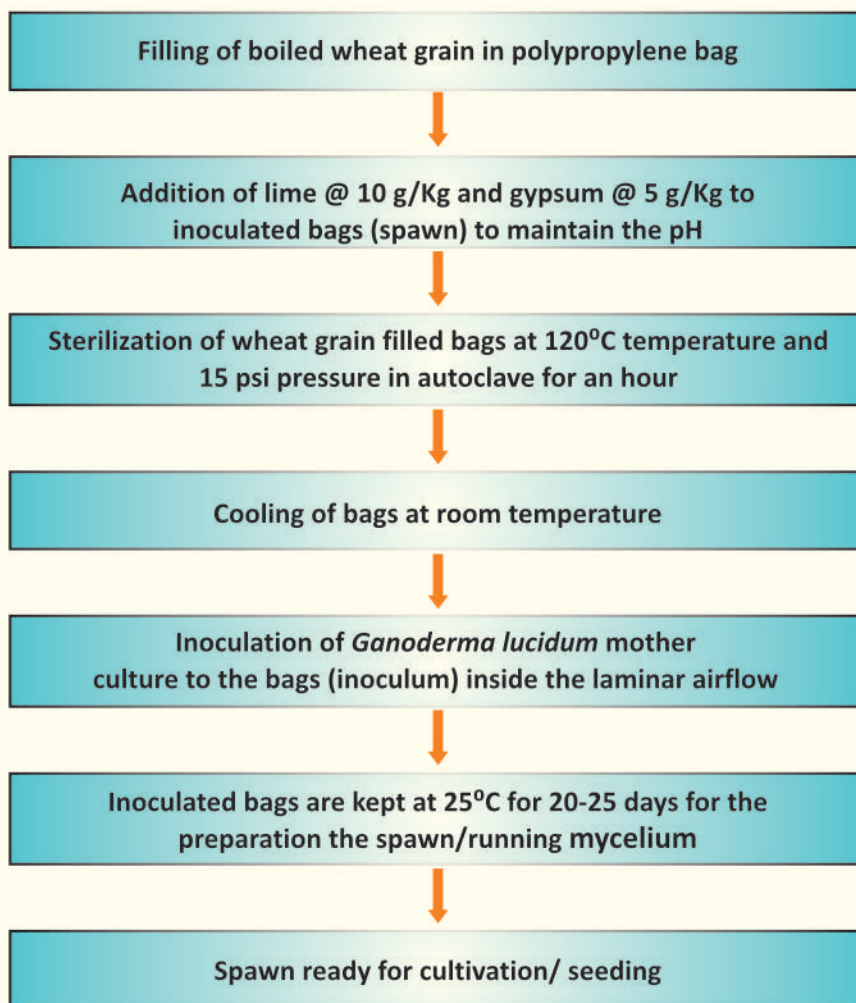 Filling of boiled wheat grain in polypropylene bag
Addition of lime @ 10 g/Kg and gypsum @ 5 g/Kg to
inoculated bags (spawn) to maintain the pH
Sterilization of wheat grain filled bags at 120⁰C temperature and
15 psi pressure in autoclave for an hour
Cooling of bags at room temperature
Inoculation of Ganoderma lucidum mother
culture to the bags (inoculum) inside the laminar airflow
Inoculated bags are kept at 25⁰C for 20-25 days for the
preparation the spawn/running mycelium
Spawn ready for cultivation/ seeding